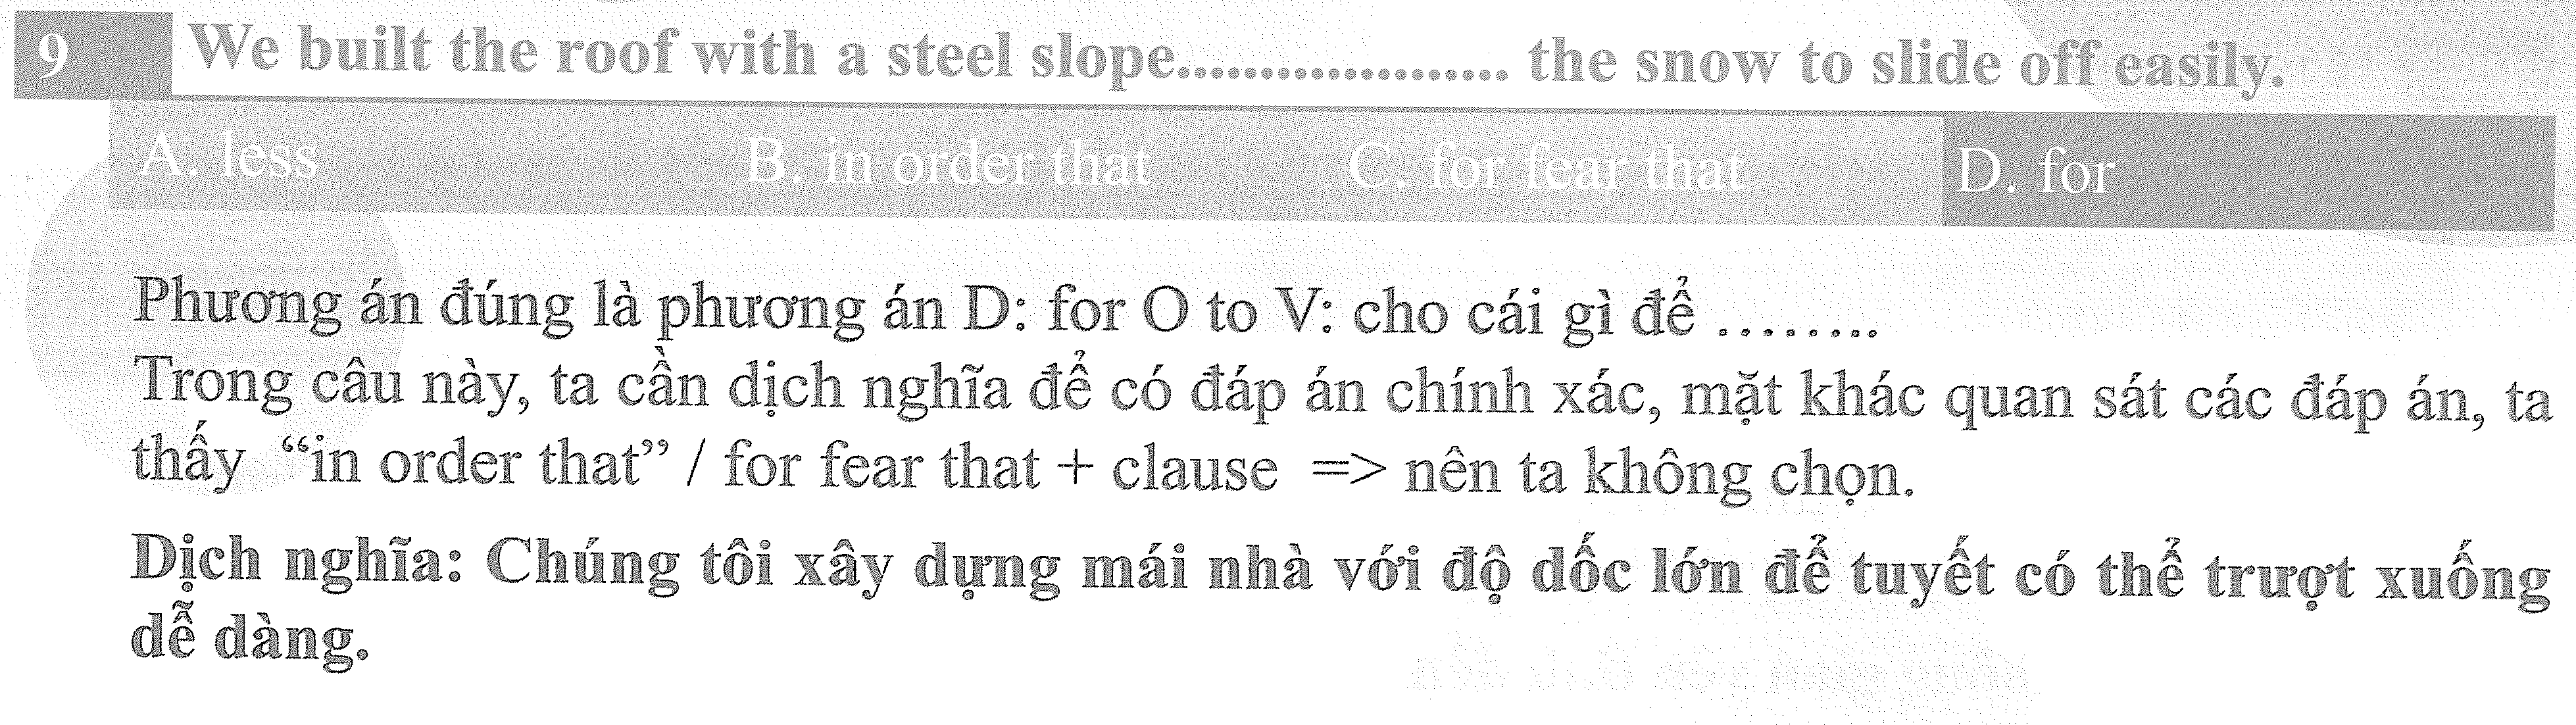 9 We built the roof with a steel slope................... the snow to slide off easily.
A. less B. in order that C. for fear that D. for
Phương án đúng là phương án D: for O to V: cho cái gì để ........
Trong câu này, ta cần dịch nghĩa để có đáp án chính xác, mặt khác quan sát các đáp án, ta
thấy “in order that” / for fear that + clause => nên ta không chọn.
Dịch nghĩa: Chúng tôi xây dựng mái nhà với độ dốc lớn để tuyết có thể trượt xuống
dễ dàng.